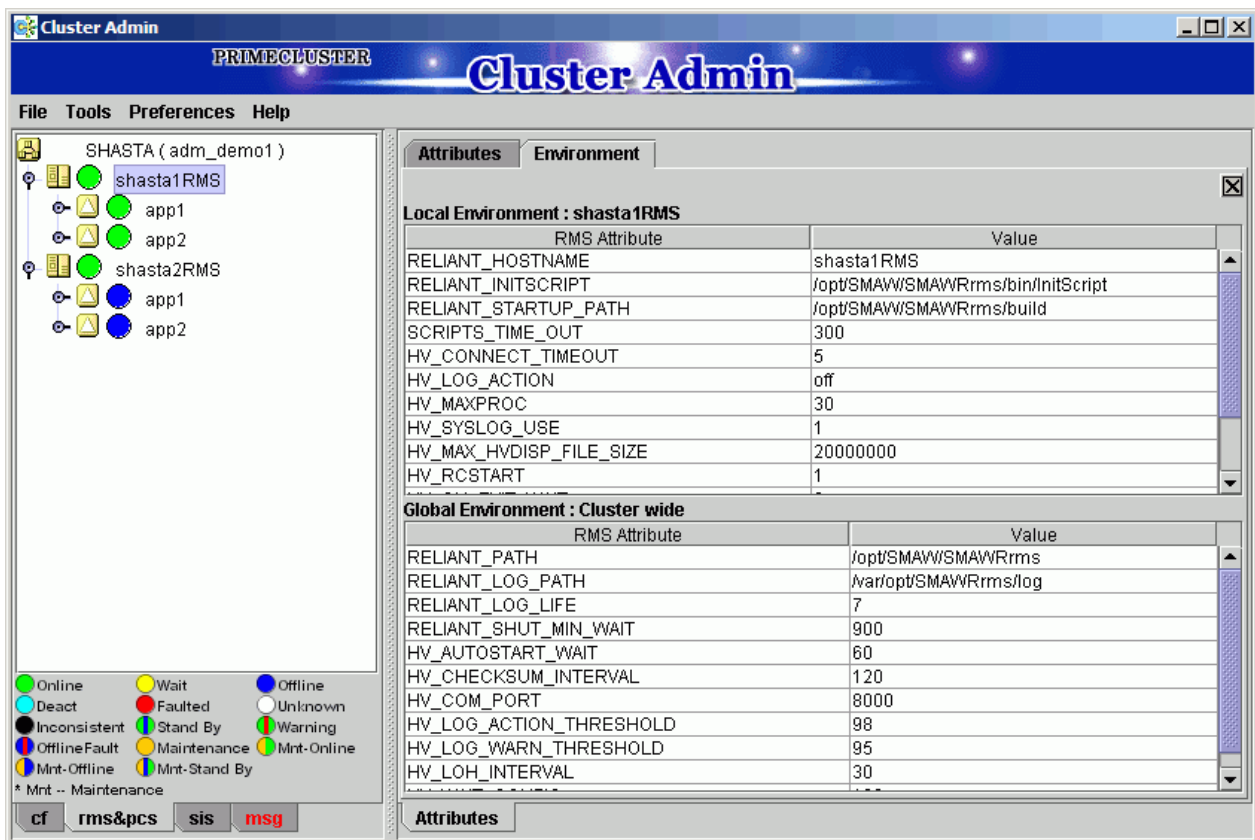 Cluster Admin
PRIMECLUSTER
Cluster Admin
File Tools Preferences Help
SHASTA ( adm_demo1 )
shasta1RMS
app1
app2
shasta2RMS
app1
app2
Online Wait Offline
Deact Faulted Unknown
Inconsistent Stand By Warning
OfflineFault Maintenance Mnt-Online
Mnt-Offline Mnt-Stand By
* Mnt -- Maintenance
cf rms&pcs sis msg
Attributes Environment
Local Environment : shasta1RMS
RMS Attribute Value
RELIANT_HOSTNAME shasta1RMS
RELIANT_INITSCRIPT /opt/SMAW/SMAWRrms/bin/InitScript
RELIANT_STARTUP_PATH /opt/SMAW/SMAWRrms/build
SCRIPTS_TIME_OUT 300
HV_CONNECT_TIMEOUT 5
HV_LOG_ACTION off
HV_MAXPROC 30
HV_SYSLOG_USE 1
HV_MAX_HVDISP_FILE_SIZE 20000000
HV_RCSTART 1
Global Environment : Cluster wide
RMS Attribute Value
RELIANT_PATH /opt/SMAW/SMAWRrms
RELIANT_LOG_PATH /var/opt/SMAWRrms/log
RELIANT_LOG_LIFE 7
RELIANT_SHUT_MIN_WAIT 900
HV_AUTOSTART_WAIT 60
HV_CHECKSUM_INTERVAL 120
HV_COM_PORT 8000
HV_LOG_ACTION_THRESHOLD 98
HV_LOG_WARN_THRESHOLD 95
HV_LOH_INTERVAL 30
Attributes